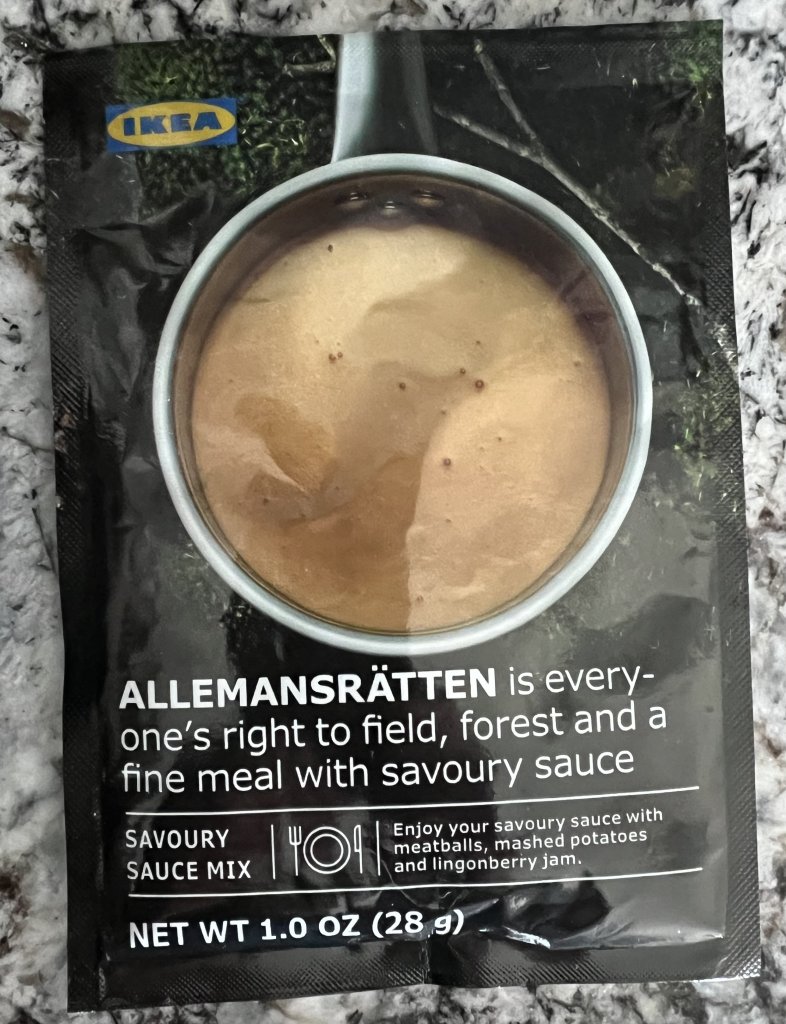 IKEA
ALLEMANSRÄTTEN is every-
one's right to field, forest and a
fine meal with savoury sauce
SAVOURY
SAUCE MIX
Enjoy your savoury sauce with
meatballs, mashed potatoes
and lingonberry jam.
NET WT 1.0 OZ (28 g)